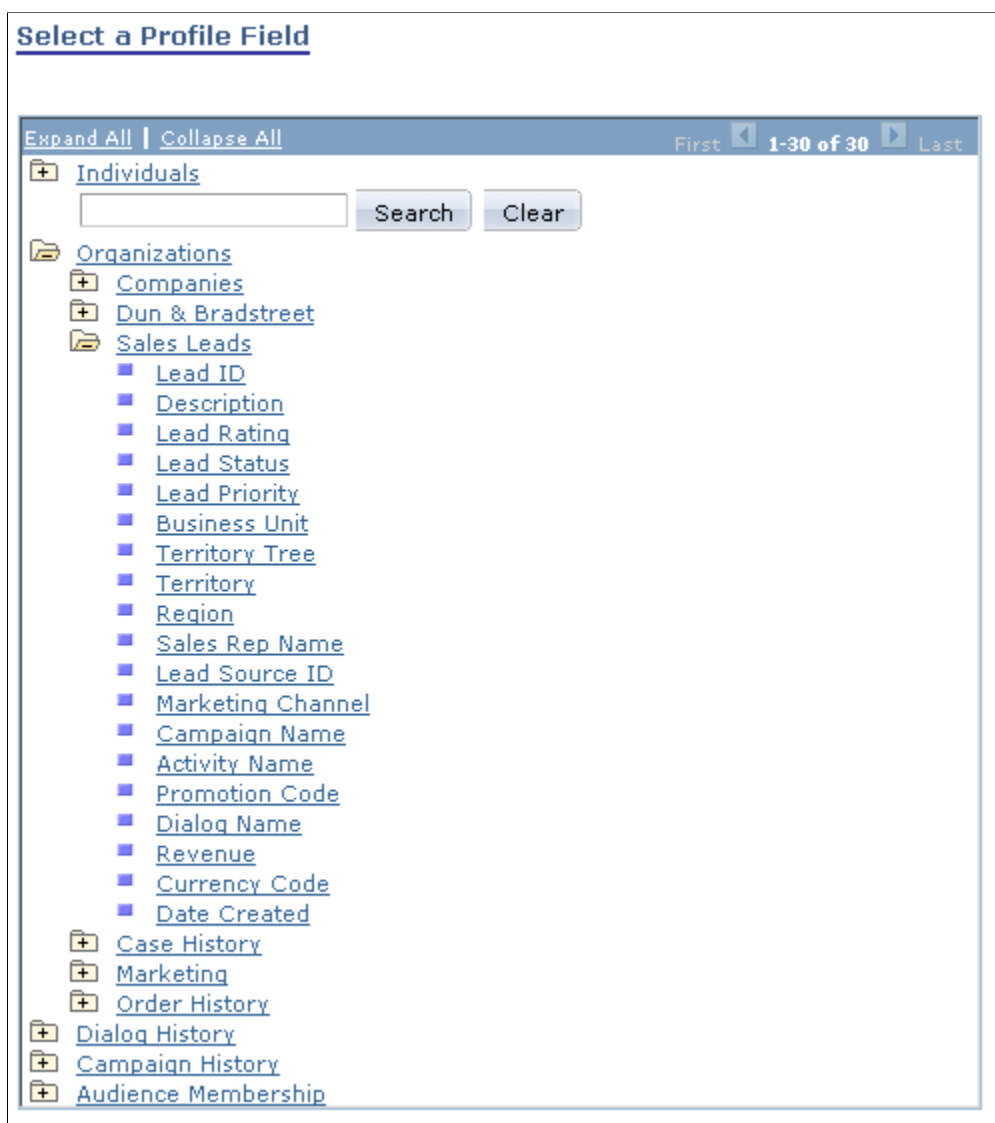 Select a Profile Field
Expand All | Collapse All First 1-30 of 30 Last
Individuals
Search Clear
Organizations
Companies
Dun & Bradstreet
Sales Leads
Lead ID
Description
Lead Rating
Lead Status
Lead Priority
Business Unit
Territory Tree
Territory
Region
Sales Rep Name
Lead Source ID
Marketing Channel
Campaign Name
Activity Name
Promotion Code
Dialog Name
Revenue
Currency Code
Date Created
Case History
Marketing
Order History
Dialog History
Campaign History
Audience Membership